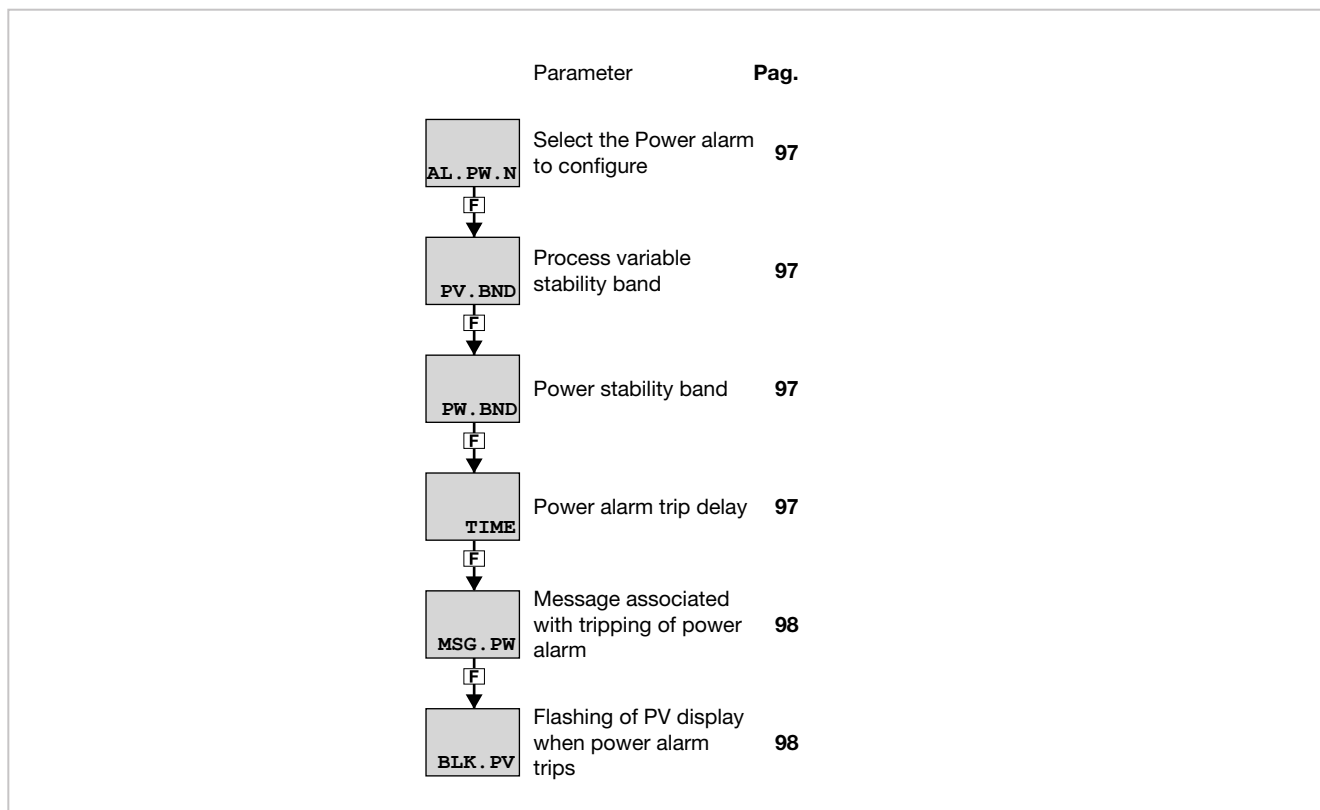 Parameter Pag.
AL.PW.N
Select the Power alarm
to configure
97
F
PV.BND
Process variable
stability band
97
F
PW.BND
Power stability band
97
F
TIME
Power alarm trip delay
97
F
MSG.PW
Message associated
with tripping of power
alarm
98
F
BLK.PV
Flashing of PV display
when power alarm
trips
98